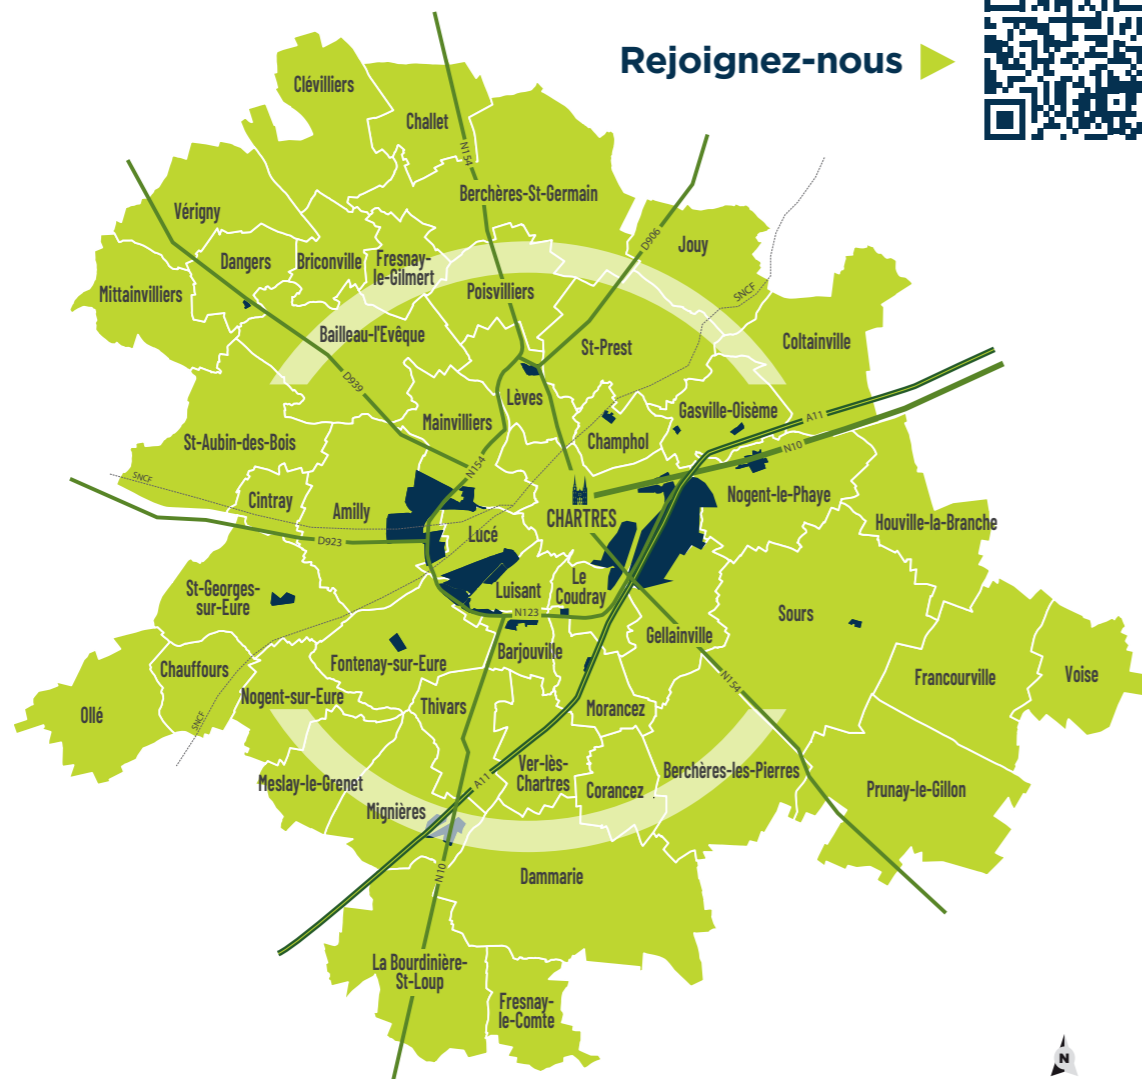 Rejoignez-nous
Clévilliers
Challet
N154
Berchères-St-Germain
Vérigny
D906
Jouy
Dangers
Briconville
Fresnay-
le-Gilmert
Mittainvilliers
Poisvilliers
SNCF
Bailleau-l'Evêque
St-Prest
Coltainville
D939
Lèves
Mainvilliers
Gasville-Oisème
A11
St-Aubin-des-Bois
Champhol
N10
N154
SNCF
Cintray
Amilly
Nogent-le-Phaye
CHARTRES
Houville-la-Branche
D923
Lucé
St-Georges-
sur-Eure
Luisant
Le
Coudray
N123
Sours
Gellainville
Barjouville
Fontenay-sur-Eure
Chauffours
Nogent-sur-Eure
N154
Francourville
Voise
Ollé
SNCF
Thivars
Morancez
Ver-lès-
Chartres
Berchères-les-Pierres
Meslay-le-Grenet
A11
Corancez
Prunay-le-Gillon
Mignières
N10
Dammarie
La Bourdinière-
St-Loup
Fresnay-
le-Comte
N